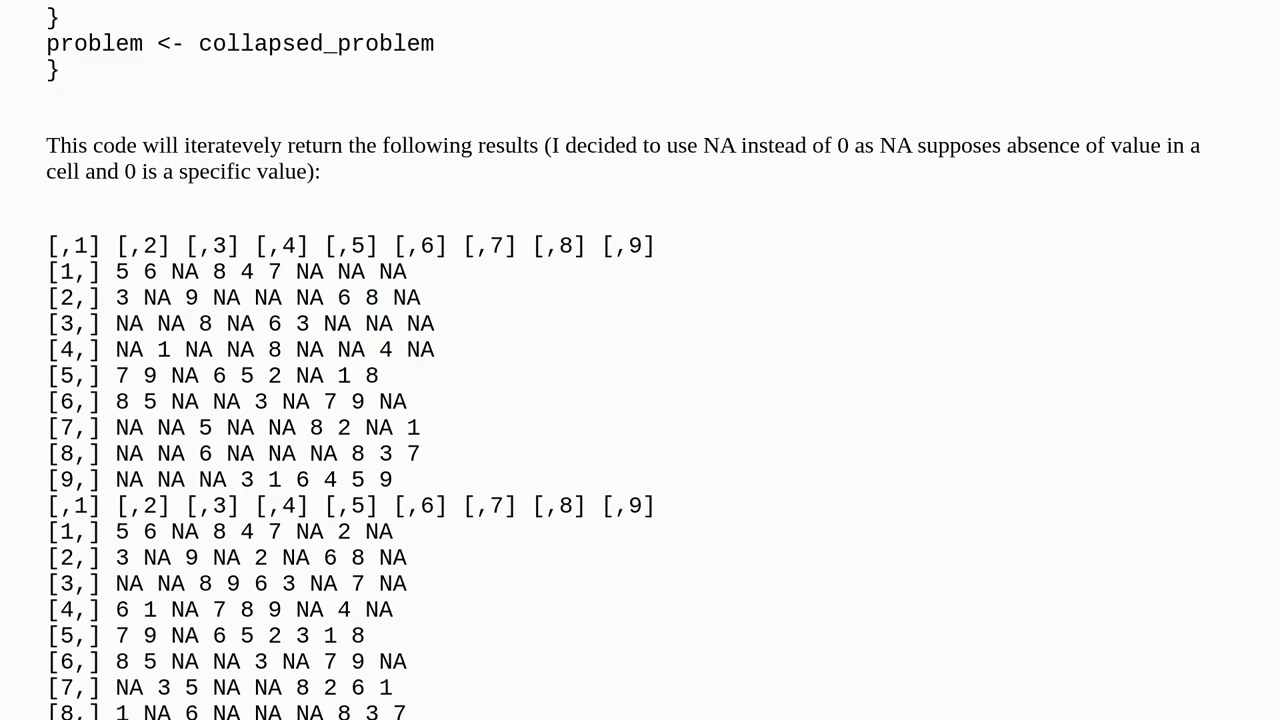 }
problem <- collapsed_problem
}
This code will iteratevely return the following results (I decided to use NA instead of 0 as NA supposes absence of value in a
cell and 0 is a specific value):
[,1] [,2] [,3] [,4] [,5] [,6] [,7] [,8] [,9]
[1,] 5 6 NA 8 4 7 NA NA NA
[2,] 3 NA 9 NA NA NA 6 8 NA
[3,] NA NA 8 NA 6 3 NA NA NA
[4,] NA 1 NA NA 8 NA NA 4 NA
[5,] 7 9 NA 6 5 2 NA 1 8
[6,] 8 5 NA NA 3 NA 7 9 NA
[7,] NA NA 5 NA NA 8 2 NA 1
[8,] NA NA 6 NA NA NA 8 3 7
[9,] NA NA NA 3 1 6 4 5 9
[,1] [,2] [,3] [,4] [,5] [,6] [,7] [,8] [,9]
[1,] 5 6 NA 8 4 7 NA 2 NA
[2,] 3 NA 9 NA 2 NA 6 8 NA
[3,] NA NA 8 9 6 3 NA 7 NA
[4,] 6 1 NA 7 8 9 NA 4 NA
[5,] 7 9 NA 6 5 2 3 1 8
[6,] 8 5 NA NA 3 NA 7 9 NA
[7,] NA 3 5 NA NA 8 2 6 1
[8,] 1 NA 6 NA NA NA 8 3 7